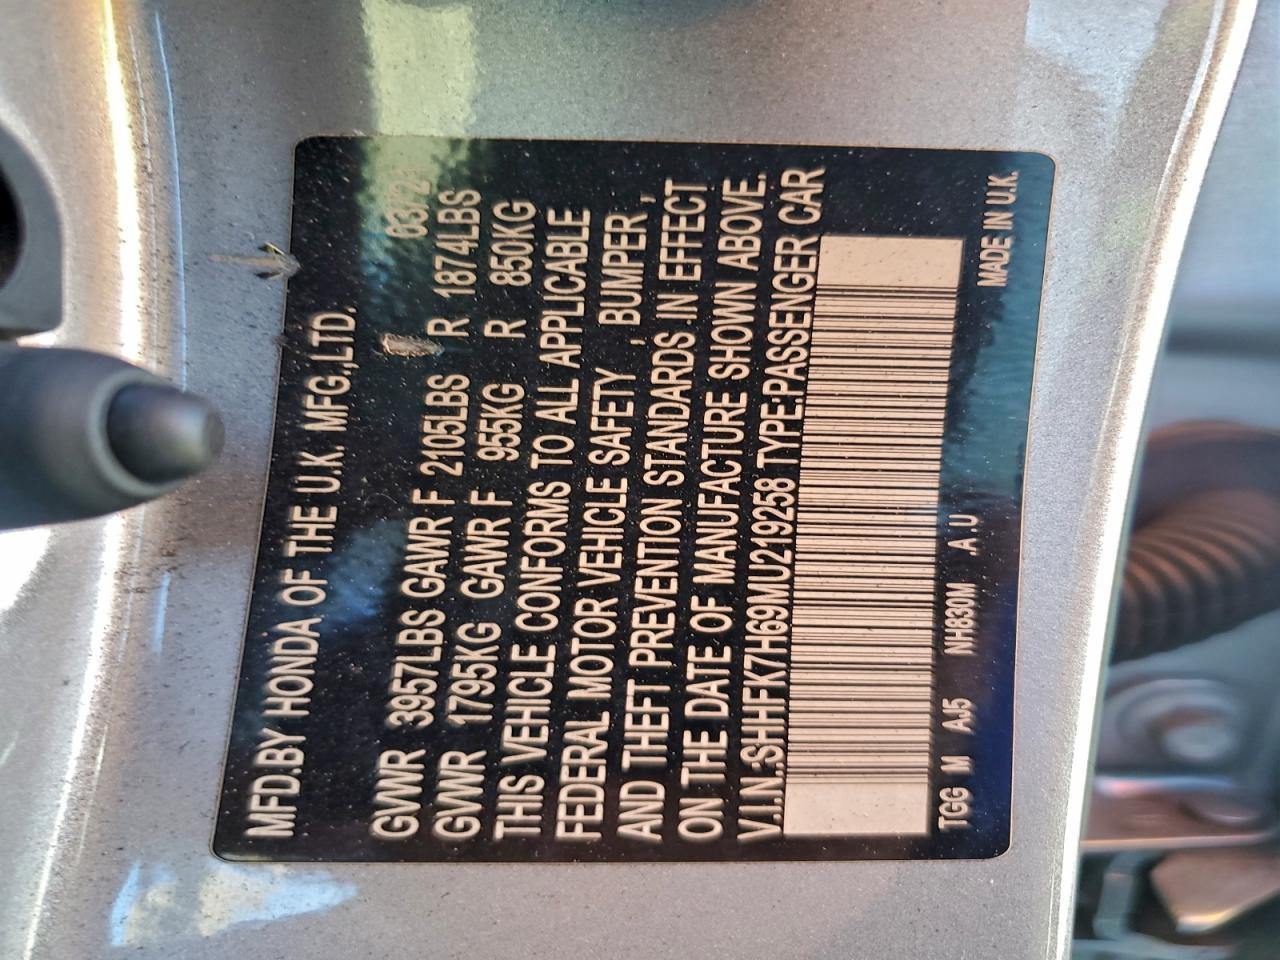 MFD.BY HONDA OF THE U.K. MFG.,LTD.
GVWR 3957LBS GAWR F 2105LBS R 1874LBS
GVWR 1795KG GAWR F 955KG R 850KG
THIS VEHICLE CONFORMS TO ALL APPLICABLE
FEDERAL MOTOR VEHICLE SAFETY , BUMPER ,
AND THEFT PREVENTION STANDARDS IN EFFECT
ON THE DATE OF MANUFACTURE SHOWN ABOVE.
V.I.N.:SHHFK7H69MU219258 TYPE:PASSENGER CAR
TGG M AJ5 NH830M .A.U
MADE IN U.K.